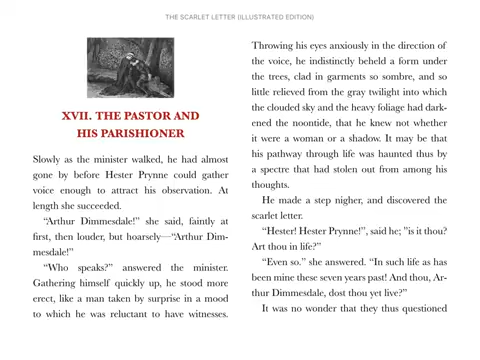 THE SCARLET LETTER (ILLUSTRATED EDITION)
XVII. THE PASTOR AND
HIS PARISHIONER
Slowly as the minister walked, he had almost
gone by before Hester Prynne could gather
voice enough to attract his observation. At
length she succeeded.
“Arthur Dimmesdale!” she said, faintly at
first, then louder, but hoarsely—“Arthur Dim-
mesdale!”
“Who speaks?” answered the minister.
Gathering himself quickly up, he stood more
erect, like a man taken by surprise in a mood
to which he was reluctant to have witnesses.
Throwing his eyes anxiously in the direction of
the voice, he indistinctly beheld a form under
the trees, clad in garments so sombre, and so
little relieved from the gray twilight into which
the clouded sky and the heavy foliage had dark-
ened the noontide, that he knew not whether
it were a woman or a shadow. It may be that
his pathway through life was haunted thus by
a spectre that had stolen out from among his
thoughts.
He made a step nigher, and discovered the
scarlet letter.
“Hester! Hester Prynne!”, said he; ”is it thou?
Art thou in life?”
“Even so.” she answered. “In such life as has
been mine these seven years past! And thou, Ar-
thur Dimmesdale, dost thou yet live?”
It was no wonder that they thus questioned